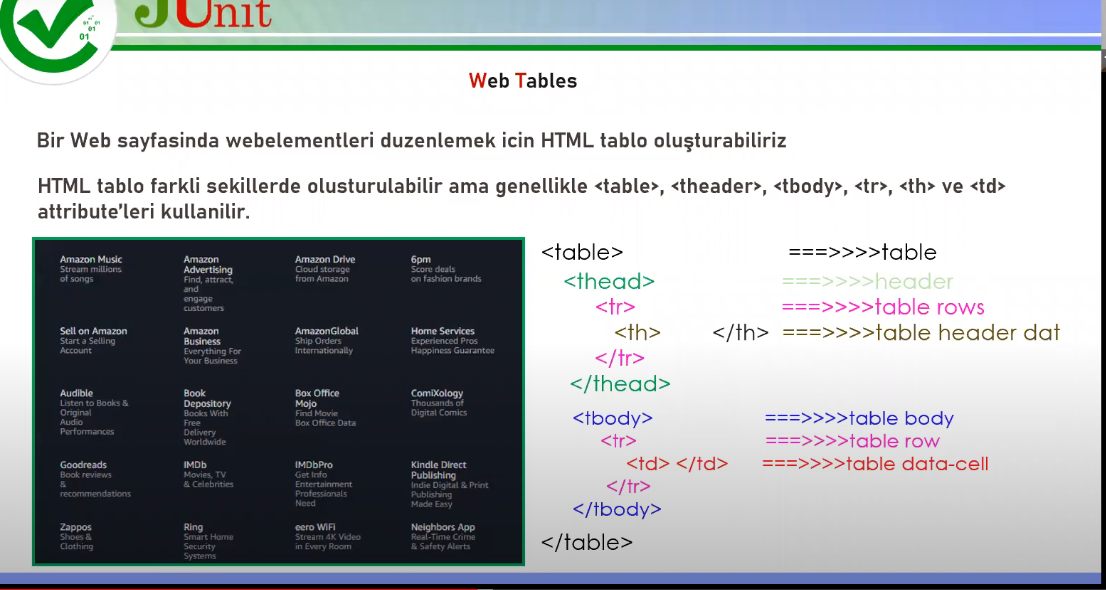 JUnit
01 01
01
01
Web Tables
Bir Web sayfasinda webelementleri duzenlemek icin HTML tablo oluşturabiliriz
HTML tablo farkli sekillerde olusturulabilir ama genellikle <table>, <theader>, <tbody>, <tr>, <th> ve <td>
attribute'leri kullanilir.
Amazon Music
Stream millions
of songs
Amazon
Advertising
Find, attract,
and
engage
customers
Amazon Drive
Cloud storage
from Amazon
6pm
Score deals
on fashion brands
Sell on Amazon
Start a Selling
Account
Amazon
Business
Everything For
Your Business
AmazonGlobal
Ship Orders
Internationally
Home Services
Experienced Pros
Happiness Guarantee
Audible
Listen to Books &
Original
Audio
Performances
Book
Depository
Books With
Free
Delivery
Worldwide
Box Office
Mojo
Find Movie
Box Office Data
ComiXology
Thousands of
Digital Comics
Goodreads
Book reviews
&
recommendations
IMDb
Movies, TV
& Celebrities
IMDbPro
Get Info
Entertainment
Professionals
Need
Kindle Direct
Publishing
Indie Digital & Print
Publishing
Made Easy
Zappos
Shoes &
Clothing
Ring
Smart Home
Security
Systems
eero WiFi
Stream 4K Video
in Every Room
Neighbors App
Real-Time Crime
& Safety Alerts
<table> ===>>>>table
<thead> ===>>>>header
<tr> ===>>>>table rows
<th> </th> ===>>>>table header dat
</tr>
</thead>
<tbody> ===>>>>table body
<tr> ===>>>>table row
<td> </td> ===>>>>table data-cell
</tr>
</tbody>
</table>